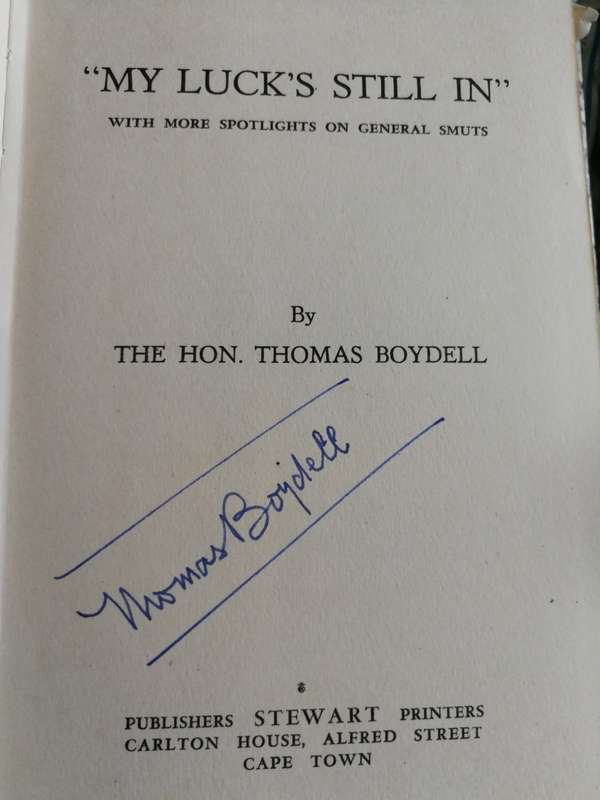 “MY LUCK'S STILL IN”
WITH MORE SPOTLIGHTS ON GENERAL SMUTS
By
THE HON. THOMAS BOYDELL
Thomas Boydell
PUBLISHERS STEWART PRINTERS
CARLTON HOUSE, ALFRED STREET
CAPE TOWN